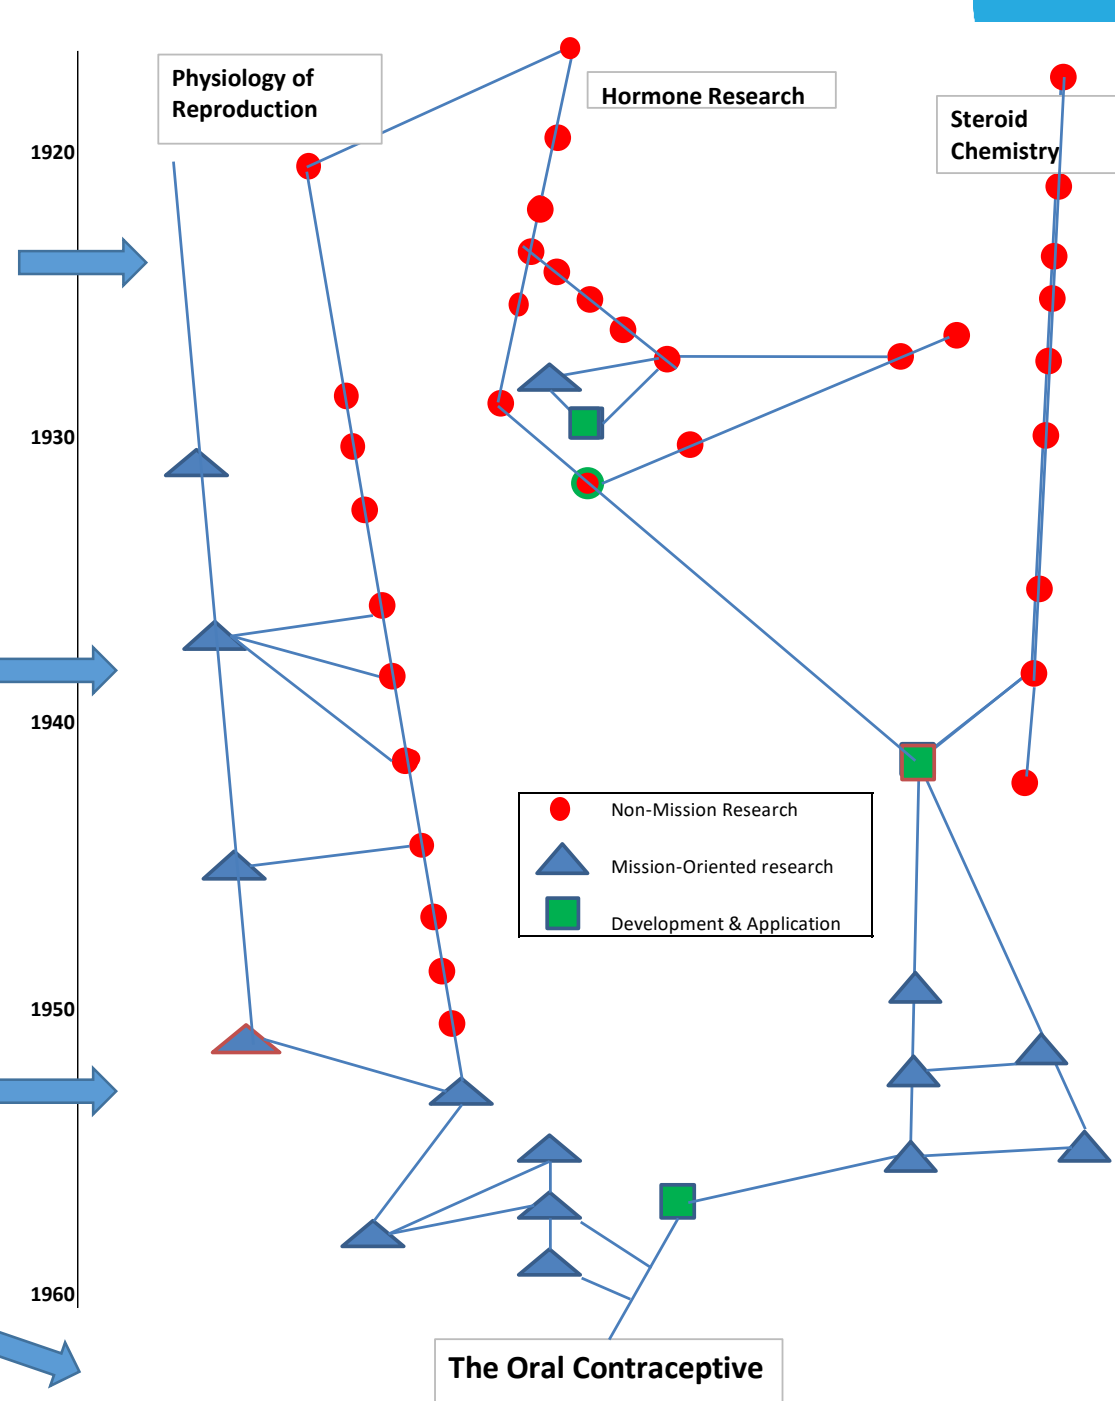 Physiology of
Reproduction
Hormone Research
Steroid
Chemistry
1920
1930
1940
Non-Mission Research
Mission-Oriented research
Development & Application
1950
1960
The Oral Contraceptive